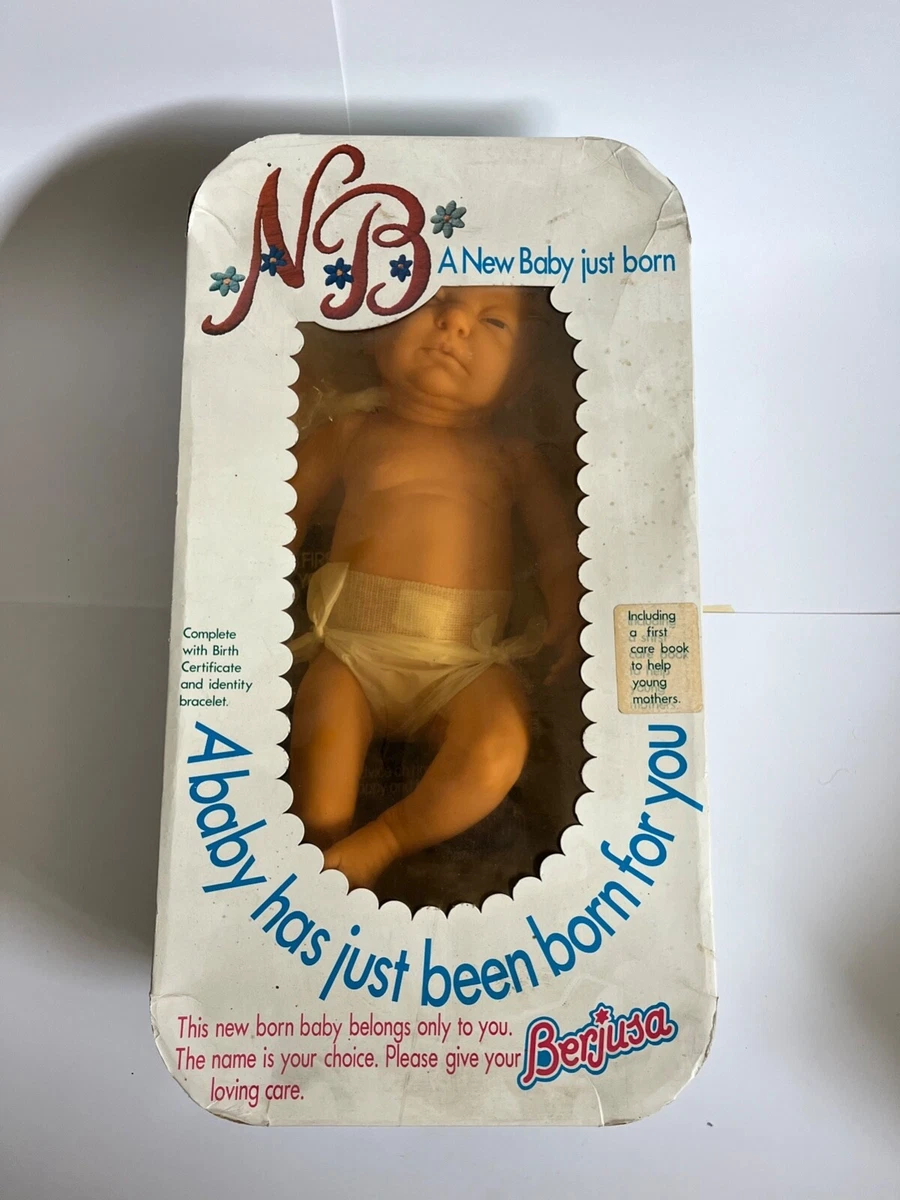 NB
A New Baby just born
Complete
with Birth
Certificate
and identity
bracelet.
Including
a first
care book
to help
young
mothers.
A baby has just been born for you
This new born baby belongs only to you.
The name is your choice. Please give your
loving care.
Berjusa